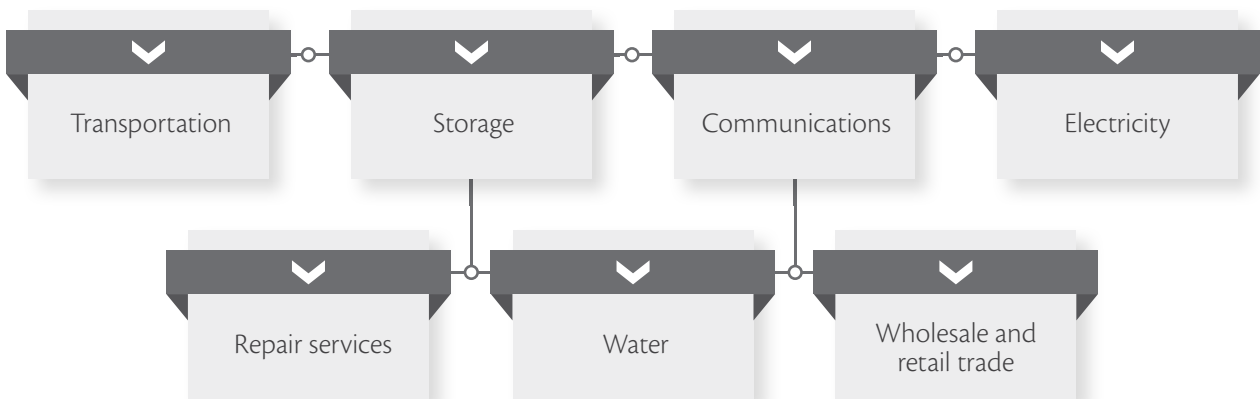 Transportation
Storage
Communications
Electricity
Repair services
Water
Wholesale and
retail trade